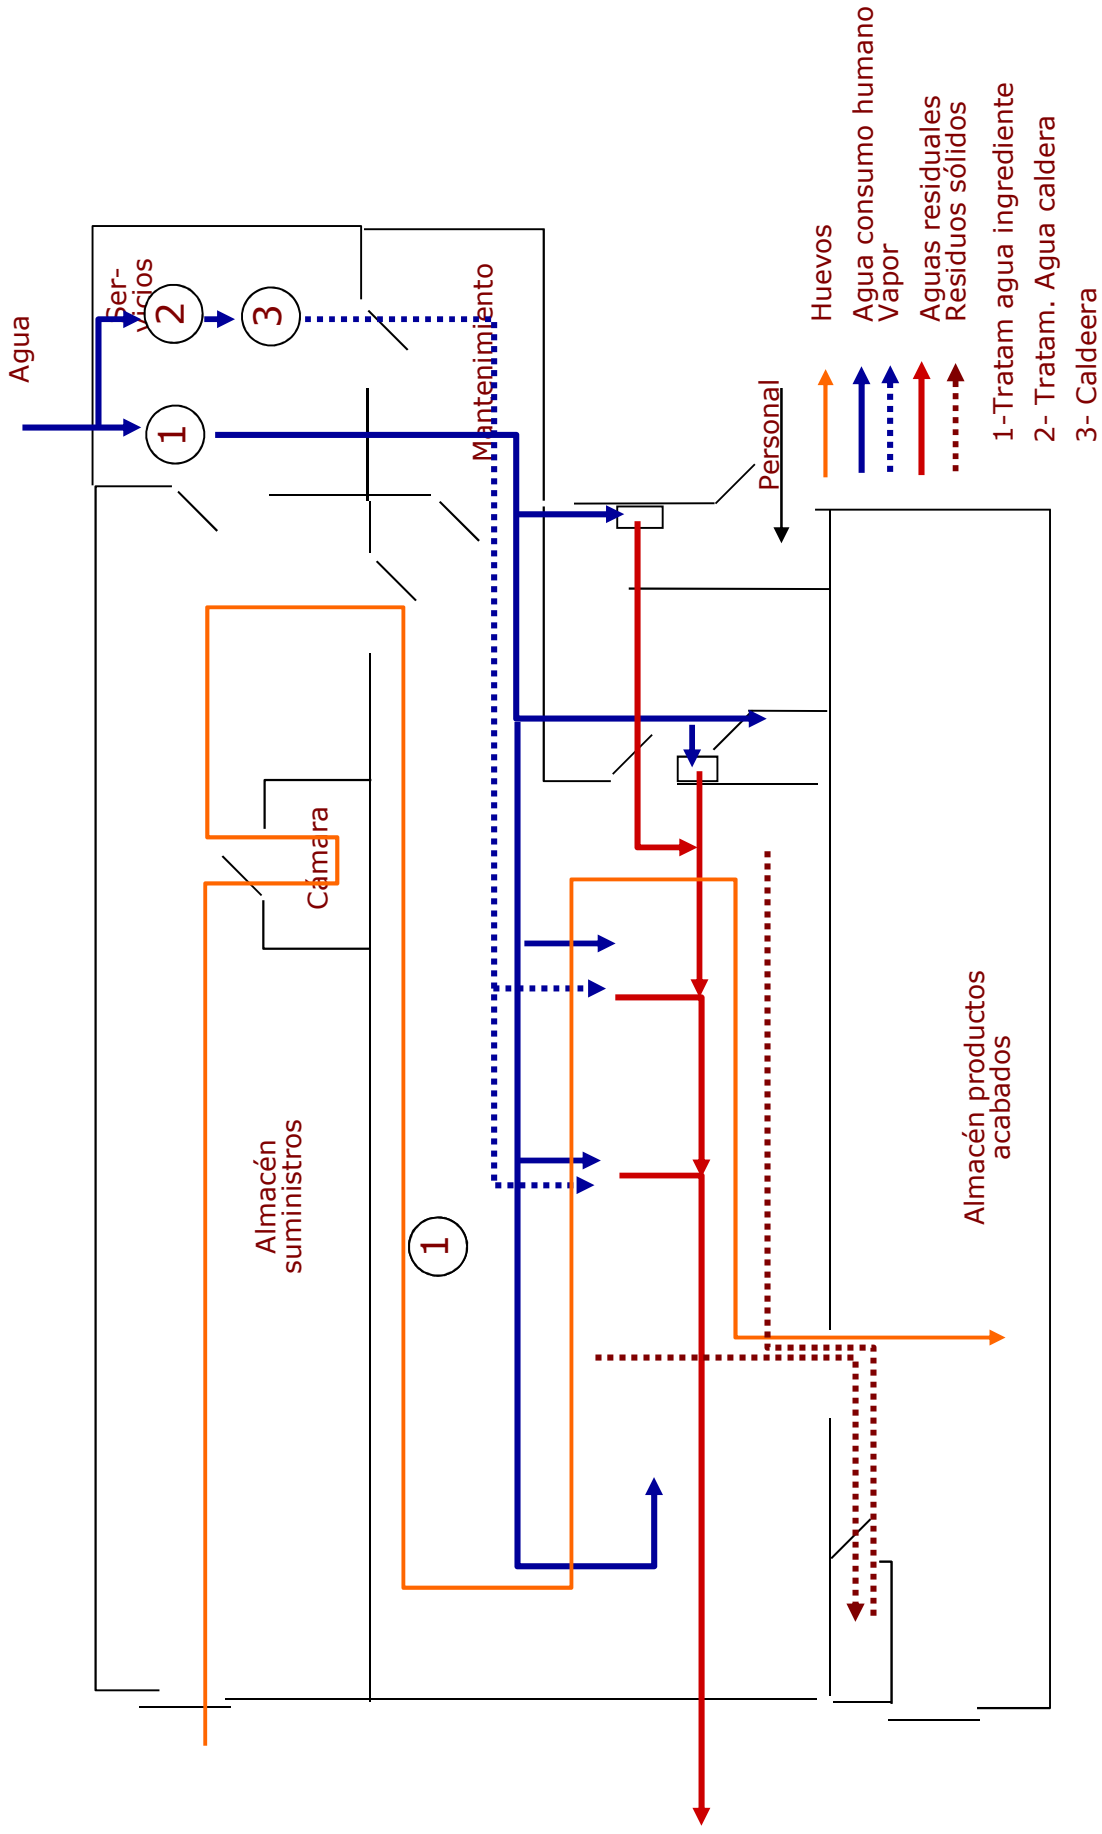 Agua
Ser-
vicios
2
3
1
Mantenimiento
Personal
Cámara
Almacén
suministros
1
Almacén productos
acabados
Huevos
Agua consumo humano
Vapor
Aguas residuales
Residuos sólidos
1-Tratam agua ingrediente
2- Tratam. Agua caldera
3- Caldeera